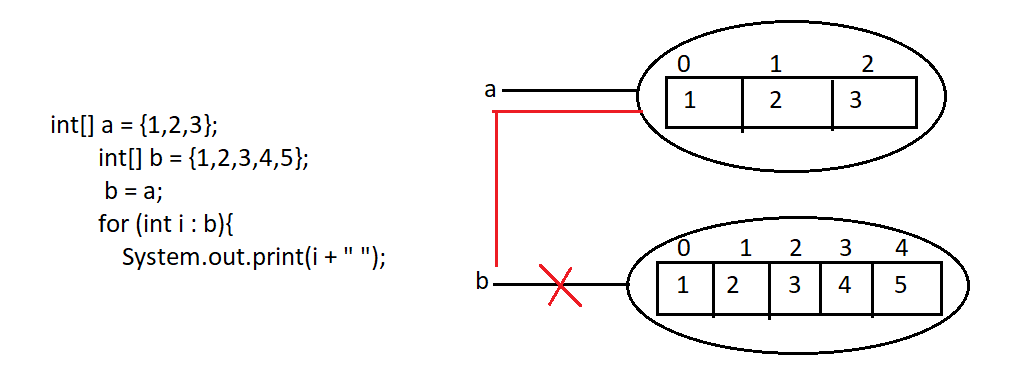 int[] a = {1,2,3};
int[] b = {1,2,3,4,5};
b = a;
for (int i : b){
System.out.print(i + " ");
a
0 1 2
1 2 3
b
0 1 2 3 4
1 2 3 4 5